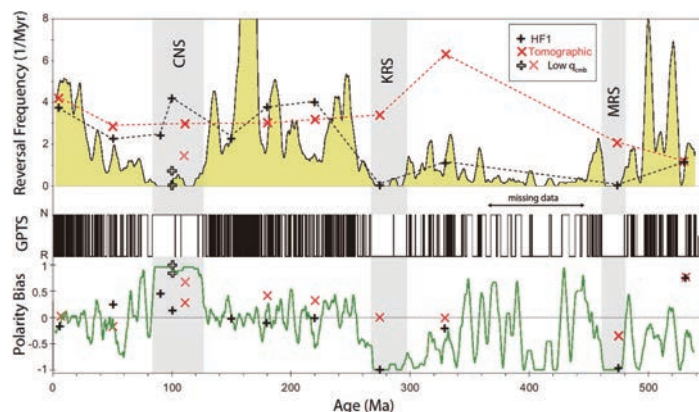 Reversal Frequency (1/Myr)
8
6
4
2
0
CNS
KRS
MRS
HF1
Tomographic
Low qcmb
missing data
GPTS
N
R
Polarity Bias
1
0.5
0
-0.5
-1
0
100
200
300
400
500
Age (Ma)